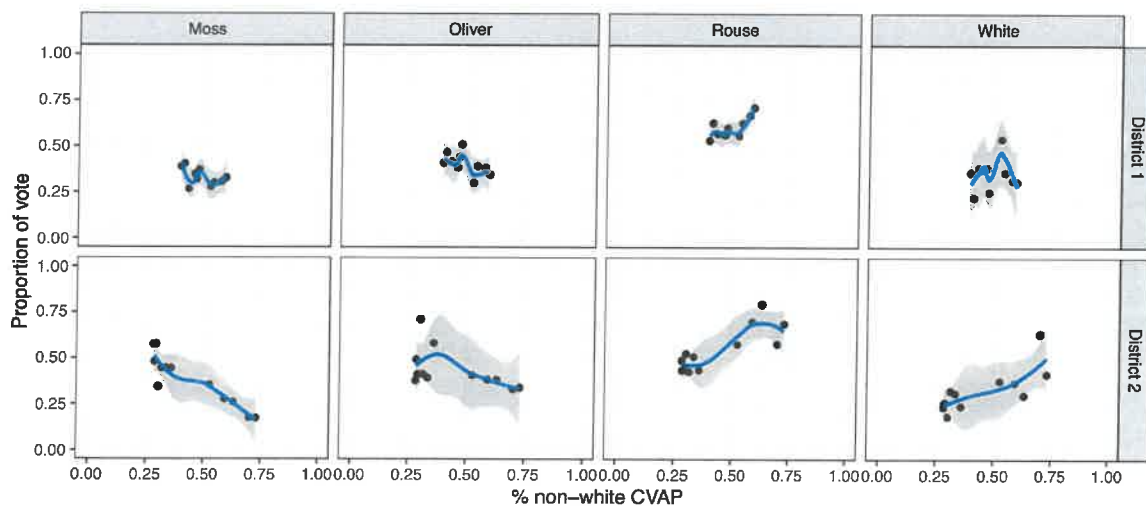 Moss Oliver Rouse White
1.00
0.75
0.50
0.25
0.00
District 1
1.00
0.75
0.50
0.25
0.00
District 2
Proportion of vote
0.00 0.25 0.50 0.75 1.00 0.00 0.25 0.50 0.75 1.00 0.00 0.25 0.50 0.75 1.00 0.00 0.25 0.50 0.75 1.00
% non–white CVAP